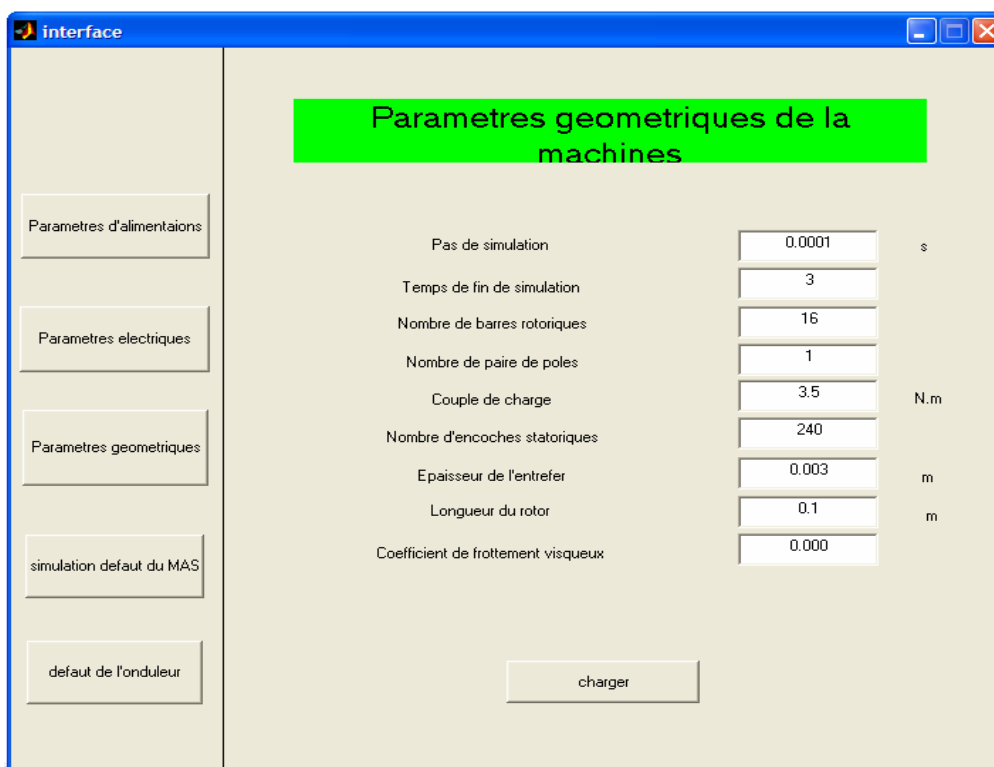 interface
Parametres geometriques de la
machines
Parametres d'alimentaions
Parametres electriques
Parametres geometriques
simulation defaut du MAS
defaut de l'onduleur
Pas de simulation 0.0001 s
Temps de fin de simulation 3
Nombre de barres rotoriques 16
Nombre de paire de poles 1
Couple de charge 3.5 N.m
Nombre d'encoches statoriques 240
Epaisseur de l'entrefer 0.003 m
Longueur du rotor 0.1 m
Coefficient de frottement visqueux 0.000
charger